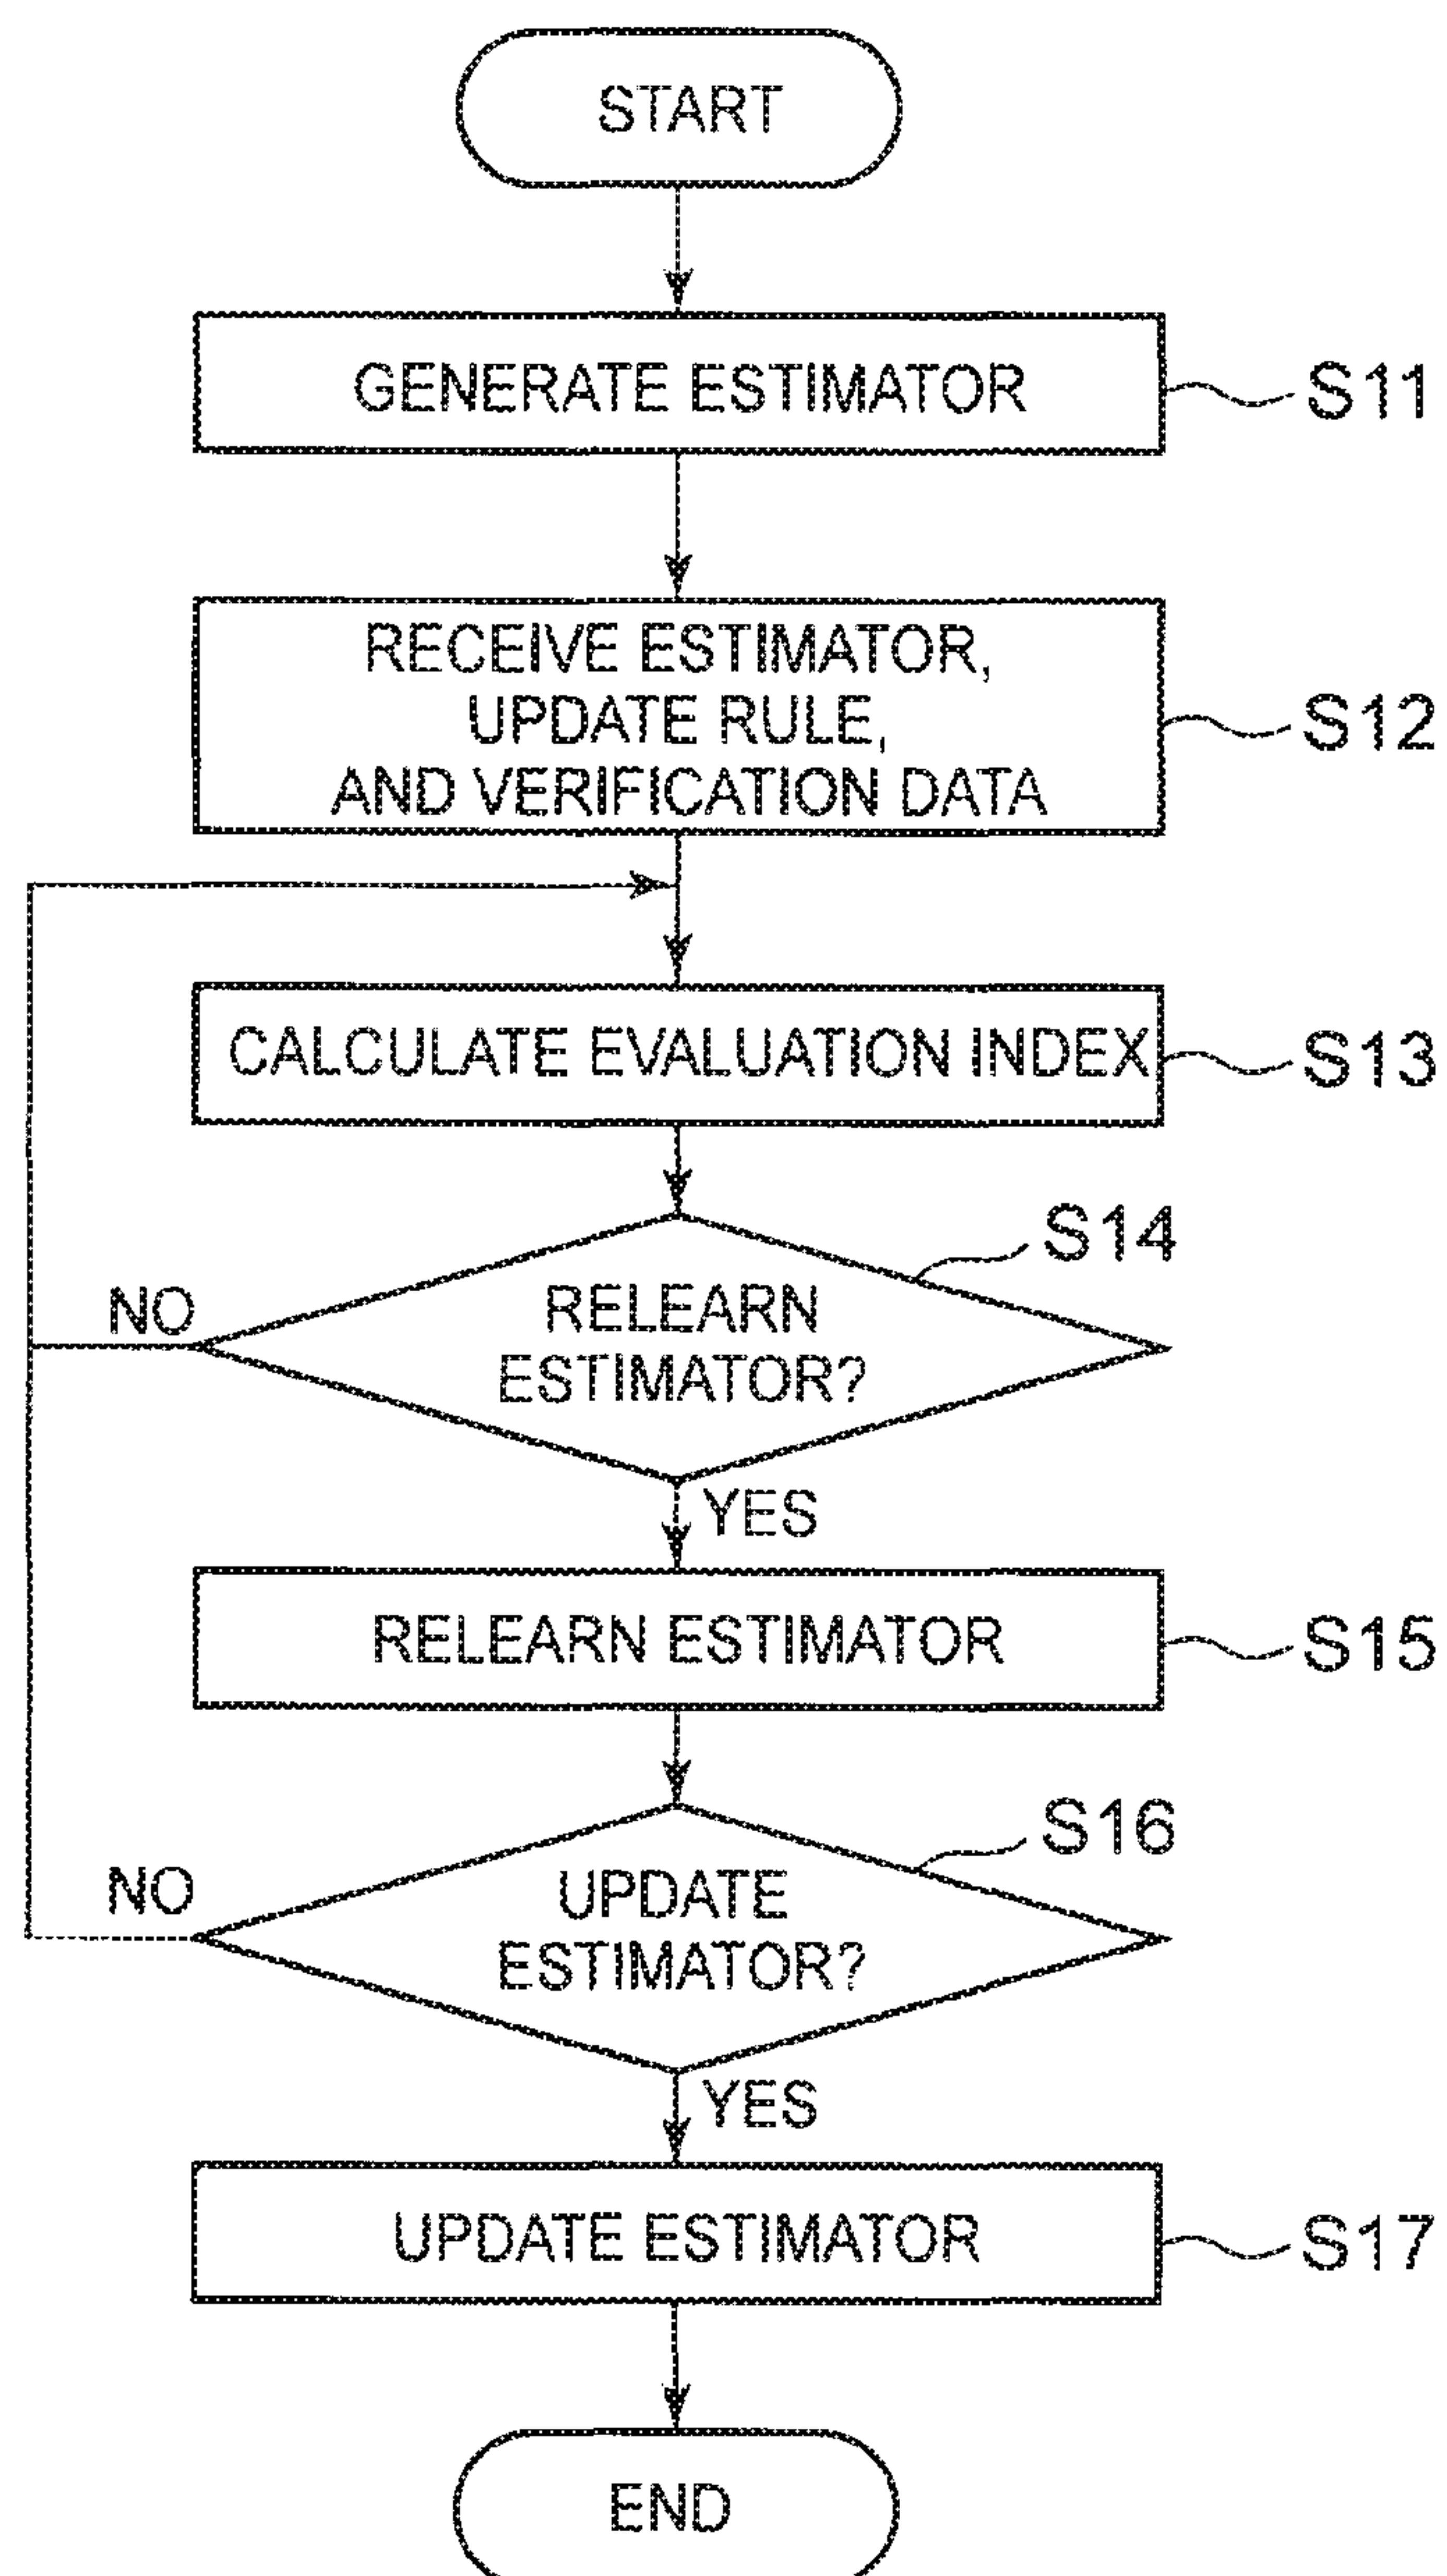 START
GENERATE ESTIMATOR
S11
RECEIVE ESTIMATOR,
UPDATE RULE,
AND VERIFICATION DATA
S12
CALCULATE EVALUATION INDEX
S13
S14
NO
RELEARN
ESTIMATOR?
YES
RELEARN ESTIMATOR
S15
S16
NO
UPDATE
ESTIMATOR?
YES
UPDATE ESTIMATOR
S17
END